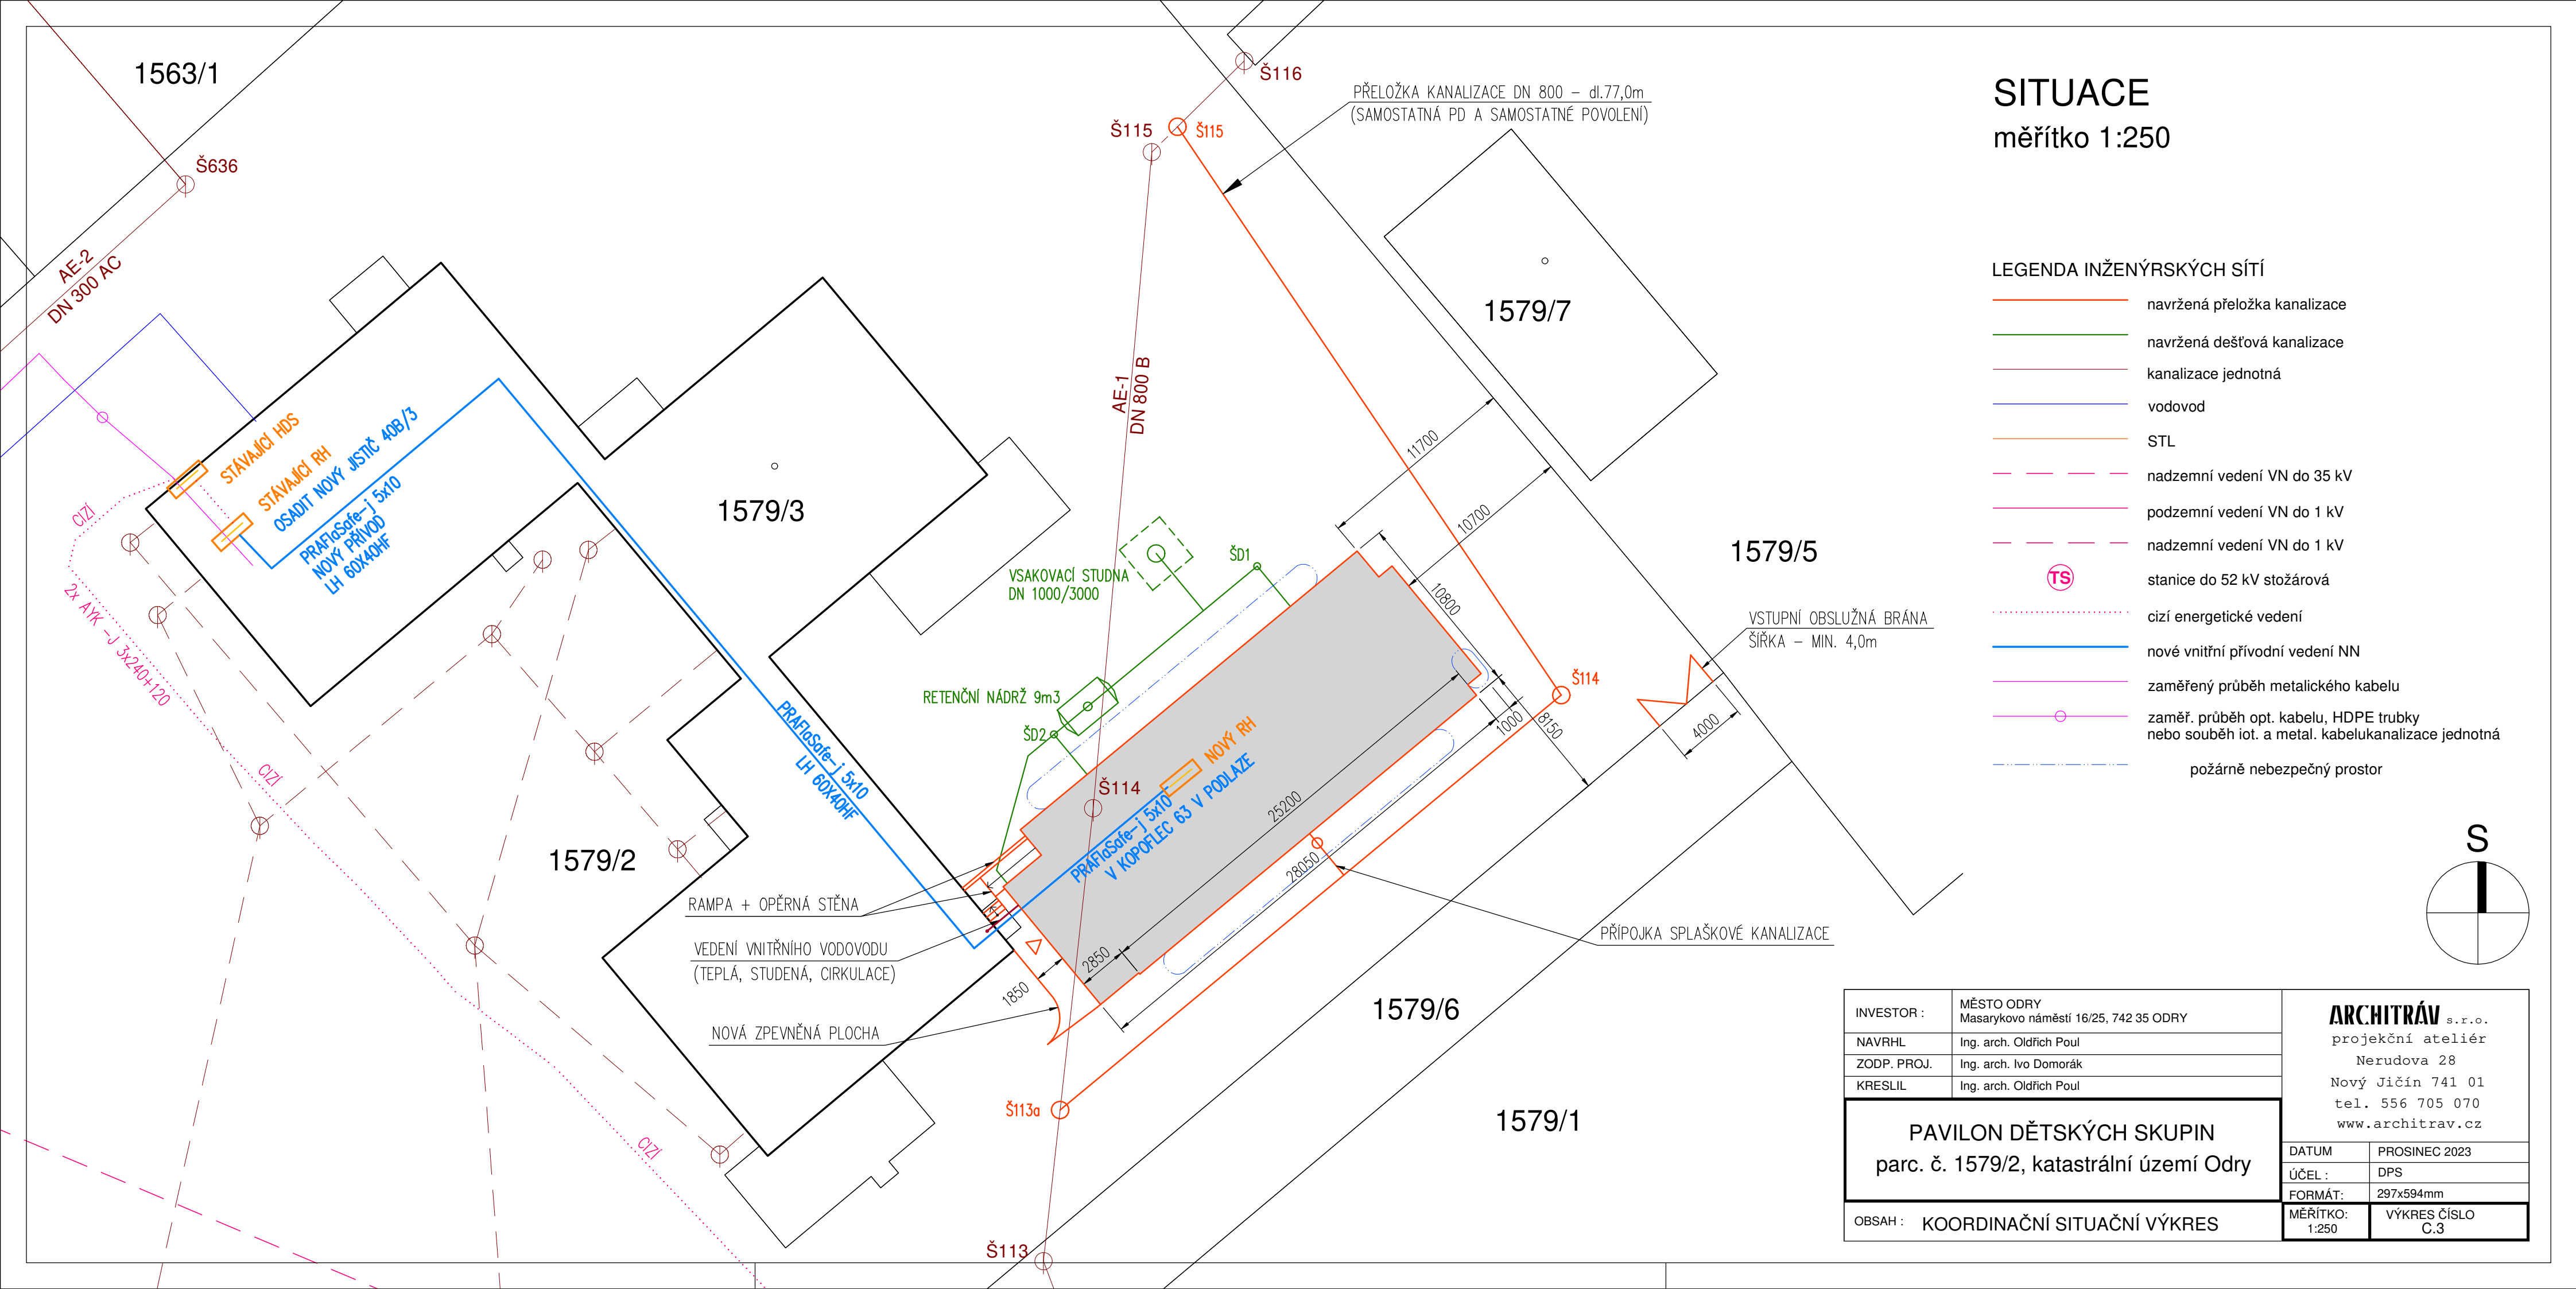 1563/1
Š636
AE-2
DN 300 AC
Š116
Š115
Š115
PŘELOŽKA KANALIZACE DN 800 – dl.77,0m
(SAMOSTATNÁ PD A SAMOSTATNÉ POVOLENÍ)
1579/7
AE-1
DN 800 B
STÁVAJÍCÍ HDS
STÁVAJÍCÍ RH
OSADIT NOVÝ JISTIČ 40B/3
PRAFlaSafe-j 5x10
NOVÝ PŘÍVOD
LH 60X40HF
CIZÍ
2x AYK -J 3x240+120
1579/3
11700
10700
10800
1579/5
ŠD1
VSAKOVACÍ STUDNA
DN 1000/3000
VSTUPNÍ OBSLUŽNÁ BRÁNA
ŠÍŘKA – MIN. 4,0m
Š114
RETENČNÍ NÁDRŽ 9m3
ŠD2
PRAFlaSafe-j 5x10
LH 60X40HF
NOVÝ RH
1000
8150
4000
Š114
PRAFlaSafe-j 5x10
V KOPOFLEC 63 V PODLAZE
25200
28050
CIZÍ
1579/2
RAMPA + OPĚRNÁ STĚNA
VEDENÍ VNITŘNÍHO VODOVODU
(TEPLÁ, STUDENÁ, CIRKULACE)
PŘÍPOJKA SPLAŠKOVÉ KANALIZACE
2850
1850
NOVÁ ZPEVNĚNÁ PLOCHA
1579/6
Š113a
1579/1
CIZÍ
Š113
SITUACE
měřítko 1:250
LEGENDA INŽENÝRSKÝCH SÍTÍ
navržená přeložka kanalizace
navržená dešťová kanalizace
kanalizace jednotná
vodovod
STL
nadzemní vedení VN do 35 kV
podzemní vedení VN do 1 kV
nadzemní vedení VN do 1 kV
TS stanice do 52 kV stožárová
cizí energetické vedení
nové vnitřní přívodní vedení NN
zaměřený průběh metalického kabelu
zaměř. průběh opt. kabelu, HDPE trubky
nebo souběh iot. a metal. kabelukanalizace jednotná
požárně nebezpečný prostor
S
INVESTOR : MĚSTO ODRY
Masarykovo náměstí 16/25, 742 35 ODRY
NAVRHL Ing. arch. Oldřich Poul
ZODP. PROJ. Ing. arch. Ivo Domorák
KRESLIL Ing. arch. Oldřich Poul
PAVILON DĚTSKÝCH SKUPIN
parc. č. 1579/2, katastrální území Odry
OBSAH : KOORDINAČNÍ SITUAČNÍ VÝKRES
ARCHITRÁV s.r.o.
projekční ateliér
Nerudova 28
Nový Jičín 741 01
tel. 556 705 070
www.architrav.cz
DATUM PROSINEC 2023
ÚČEL : DPS
FORMÁT: 297x594mm
MĚŘÍTKO:
1:250
VÝKRES ČÍSLO
C.3